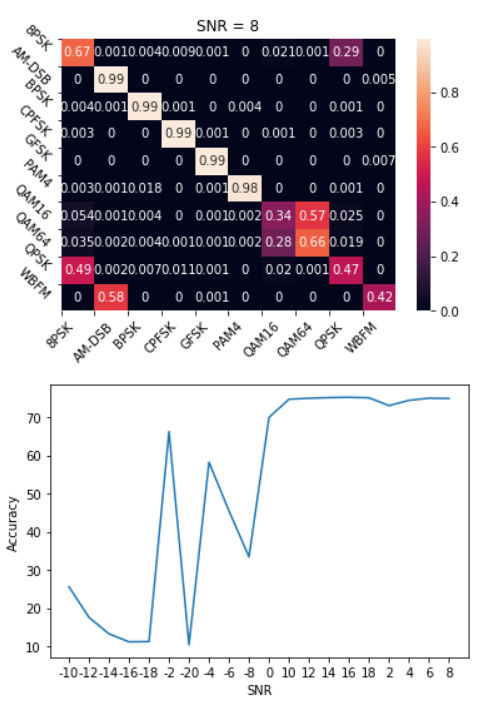 SNR = 8
8PSK 0.67 0.001 0.004 0.009 0.001 0 0.021 0.001 0.29 0
AM-DSB 0 0.99 0 0 0 0 0 0 0 0.005
BPSK 0.004 0.001 0.99 0.001 0 0.004 0 0 0.001 0
CPFSK 0.003 0 0 0.99 0.001 0 0.001 0 0.003 0
GFSK 0 0 0 0 0.99 0 0 0 0 0.007
PAM4 0.003 0.001 0.018 0 0.001 0.98 0 0 0.001 0
QAM16 0.054 0.001 0.004 0 0.001 0.002 0.34 0.57 0.025 0
QAM64 0.035 0.002 0.004 0.001 0.001 0.002 0.28 0.66 0.019 0
QPSK 0.49 0.002 0.007 0.011 0.001 0 0.02 0.001 0.47 0
WBFM 0 0.58 0 0 0.001 0 0 0 0 0.42
8PSK AM-DSB BPSK CPFSK GFSK PAM4 QAM16 QAM64 QPSK WBFM
0.8
0.6
0.4
0.2
0.0
Accuracy
70
60
50
40
30
20
10
-10 -12 -14 -16 -18 -2 -20 -4 -6 -8 0 10 12 14 16 18 2 4 6 8
SNR